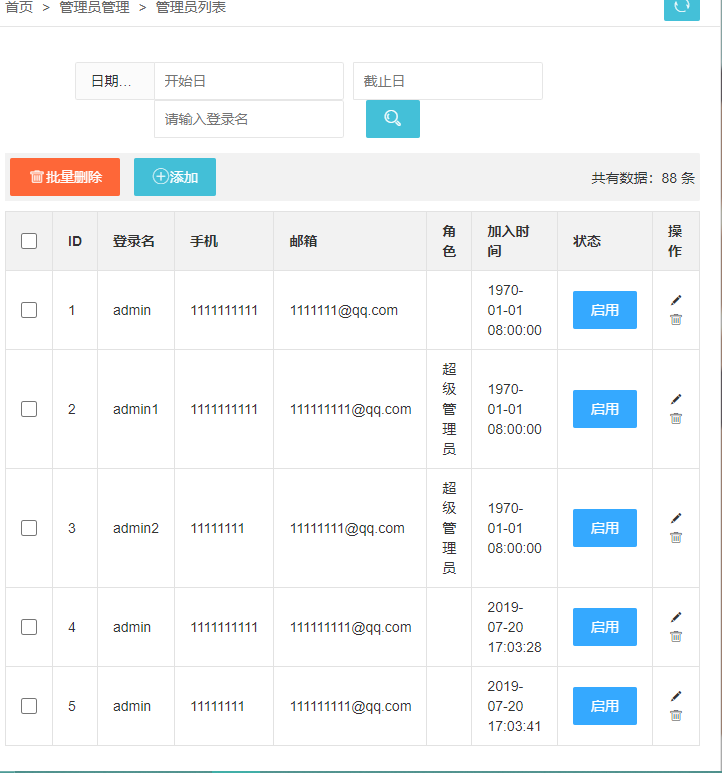 首页 > 管理员管理 > 管理员列表
日期... 开始日 截止日
请输入登录名
批量删除 添加 共有数据：88 条
ID 登录名 手机 邮箱 角色 加入时间 状态 操作
1 admin 1111111111 1111111@qq.com 1970-01-01 08:00:00 启用
2 admin1 1111111111 111111111@qq.com 超级管理员 1970-01-01 08:00:00 启用
3 admin2 11111111 11111111@qq.com 超级管理员 1970-01-01 08:00:00 启用
4 admin 1111111111 111111111@qq.com 2019-07-20 17:03:28 启用
5 admin 11111111 111111111@qq.com 2019-07-20 17:03:41 启用